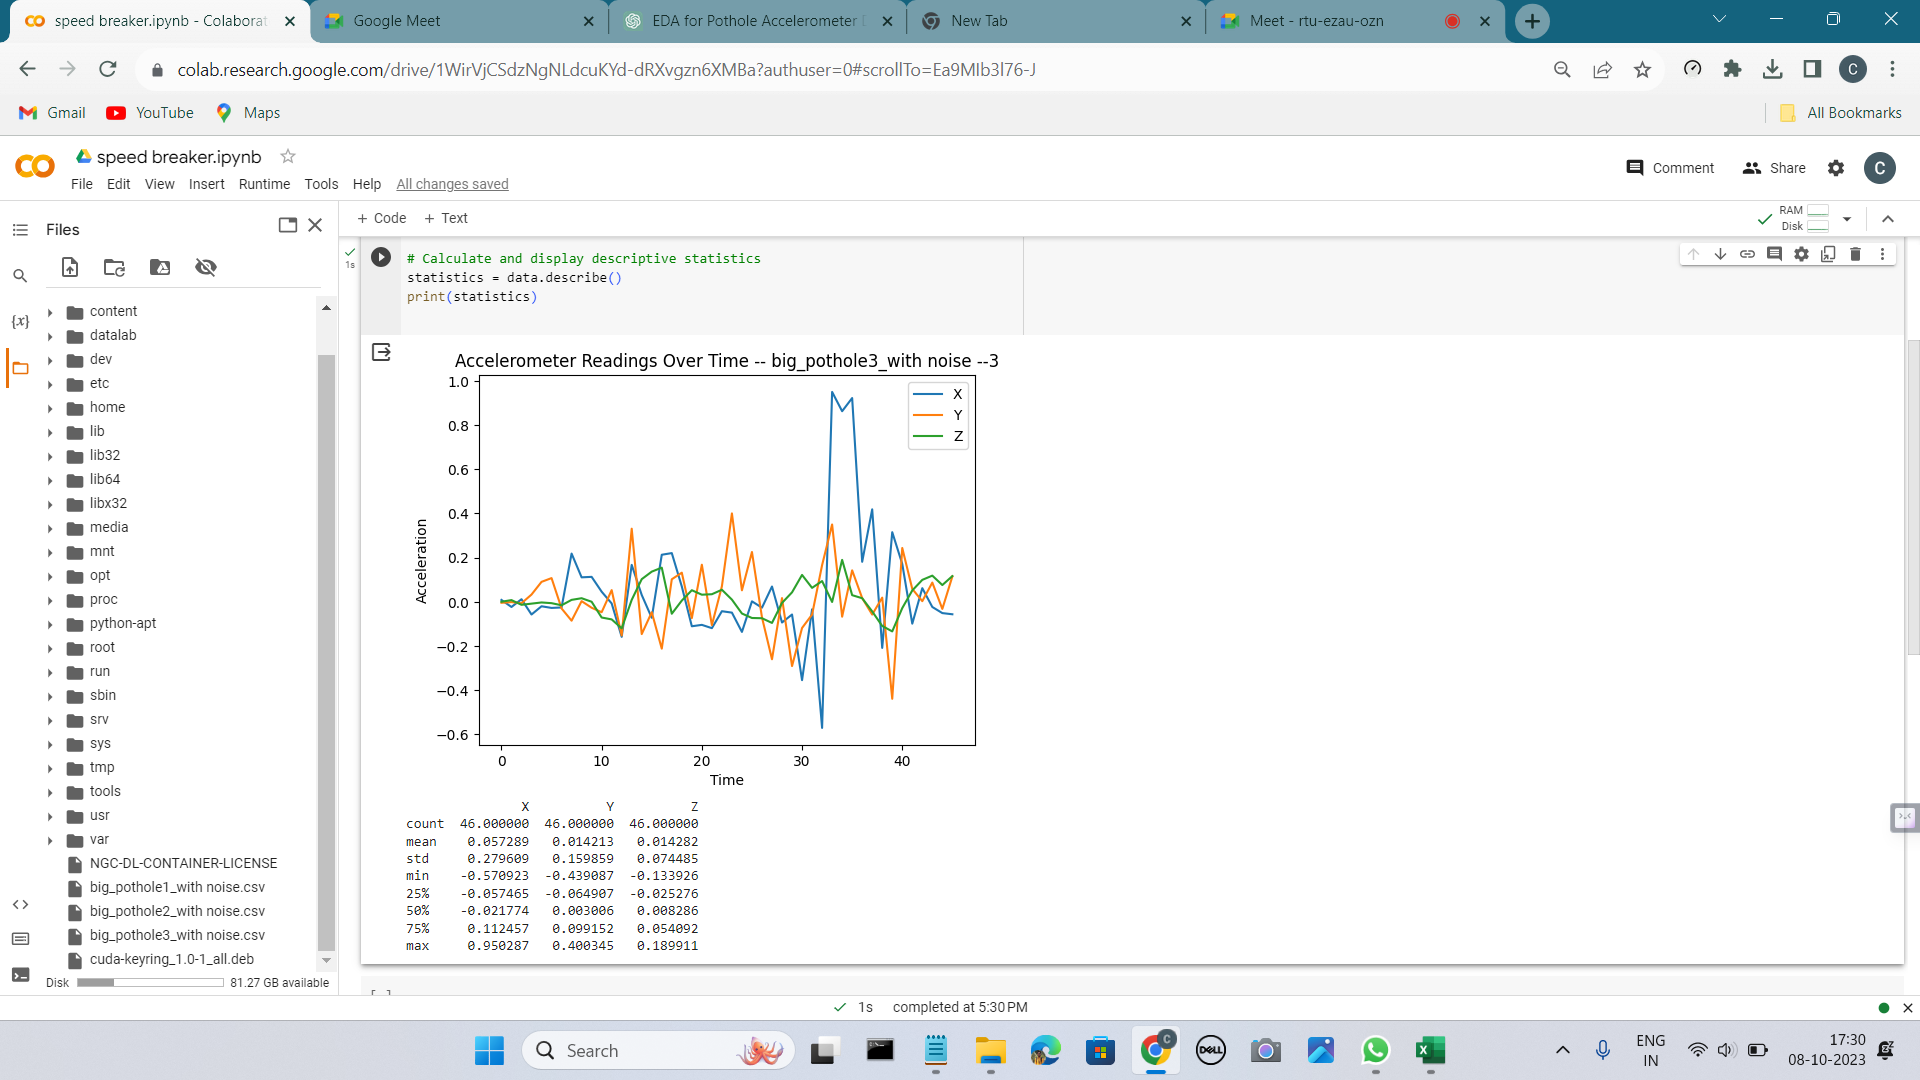 speed breaker.ipynb - Colaborat
Google Meet
EDA for Pothole Accelerometer
New Tab
Meet - rtu-ezau-ozn
colab.research.google.com/drive/1WirVjCSdzNgNLdcuKYd-dRXvgzn6XMBa?authuser=0#scrollTo=Ea9MIb3l76-J
C
Gmail
YouTube
Maps
All Bookmarks
speed breaker.ipynb
File Edit View Insert Runtime Tools Help All changes saved
Comment
Share
C
Files
+ Code + Text
RAM
Disk
{x}
content
datalab
dev
etc
home
lib
lib32
lib64
libx32
media
mnt
opt
proc
python-apt
root
run
sbin
srv
sys
tmp
tools
usr
var
NGC-DL-CONTAINER-LICENSE
big_pothole1_with noise.csv
big_pothole2_with noise.csv
big_pothole3_with noise.csv
cuda-keyring_1.0-1_all.deb
Disk 81.27 GB available
1s
# Calculate and display descriptive statistics
statistics = data.describe()
print(statistics)
Accelerometer Readings Over Time -- big_pothole3_with noise --3
1.0
0.8
0.6
0.4
0.2
0.0
−0.2
−0.4
−0.6
Acceleration
X
Y
Z
0 10 20 30 40
Time
X Y Z
count 46.000000 46.000000 46.000000
mean 0.057289 0.014213 0.014282
std 0.279609 0.159859 0.074485
min -0.570923 -0.439087 -0.133926
25% -0.057465 -0.064907 -0.025276
50% -0.021774 0.003006 0.008286
75% 0.112457 0.099152 0.054092
max 0.950287 0.400345 0.189911
[ ]
1s completed at 5:30 PM
Search
C
DELL
ENG
IN
17:30
08-10-2023